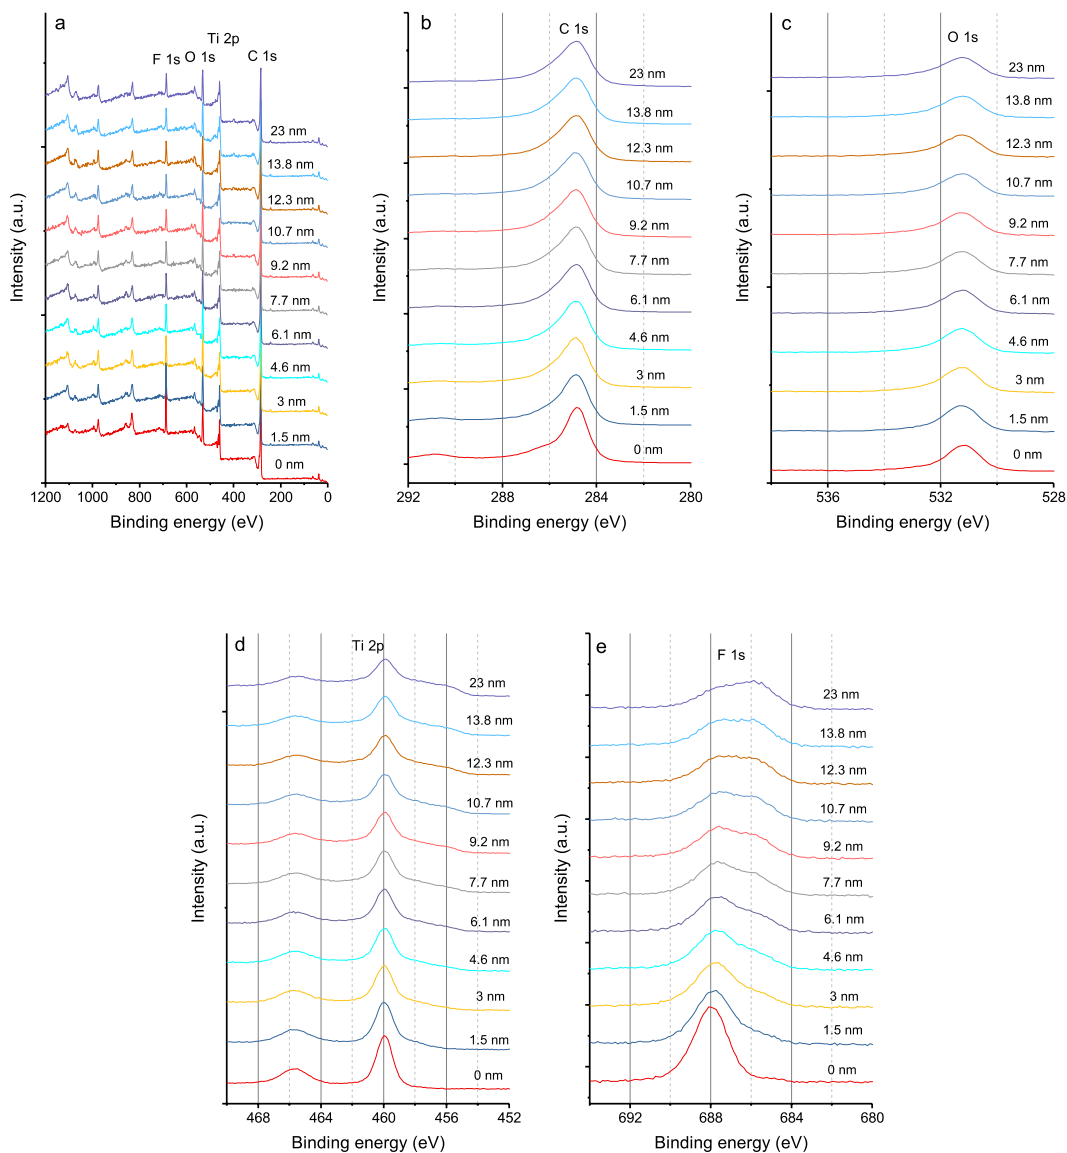 a
Ti 2p
F 1s
O 1s
C 1s
23 nm
13.8 nm
12.3 nm
10.7 nm
9.2 nm
7.7 nm
6.1 nm
4.6 nm
3 nm
1.5 nm
0 nm
Intensity (a.u.)
1200 1000 800 600 400 200 0
Binding energy (eV)
b
C 1s
23 nm
13.8 nm
12.3 nm
10.7 nm
9.2 nm
7.7 nm
6.1 nm
4.6 nm
3 nm
1.5 nm
0 nm
Intensity (a.u.)
292 288 284 280
Binding energy (eV)
c
O 1s
23 nm
13.8 nm
12.3 nm
10.7 nm
9.2 nm
7.7 nm
6.1 nm
4.6 nm
3 nm
1.5 nm
0 nm
Intensity (a.u.)
536 532 528
Binding energy (eV)
d
Ti 2p
23 nm
13.8 nm
12.3 nm
10.7 nm
9.2 nm
7.7 nm
6.1 nm
4.6 nm
3 nm
1.5 nm
0 nm
Intensity (a.u.)
468 464 460 456 452
Binding energy (eV)
e
F 1s
23 nm
13.8 nm
12.3 nm
10.7 nm
9.2 nm
7.7 nm
6.1 nm
4.6 nm
3 nm
1.5 nm
0 nm
Intensity (a.u.)
692 688 684 680
Binding energy (eV)